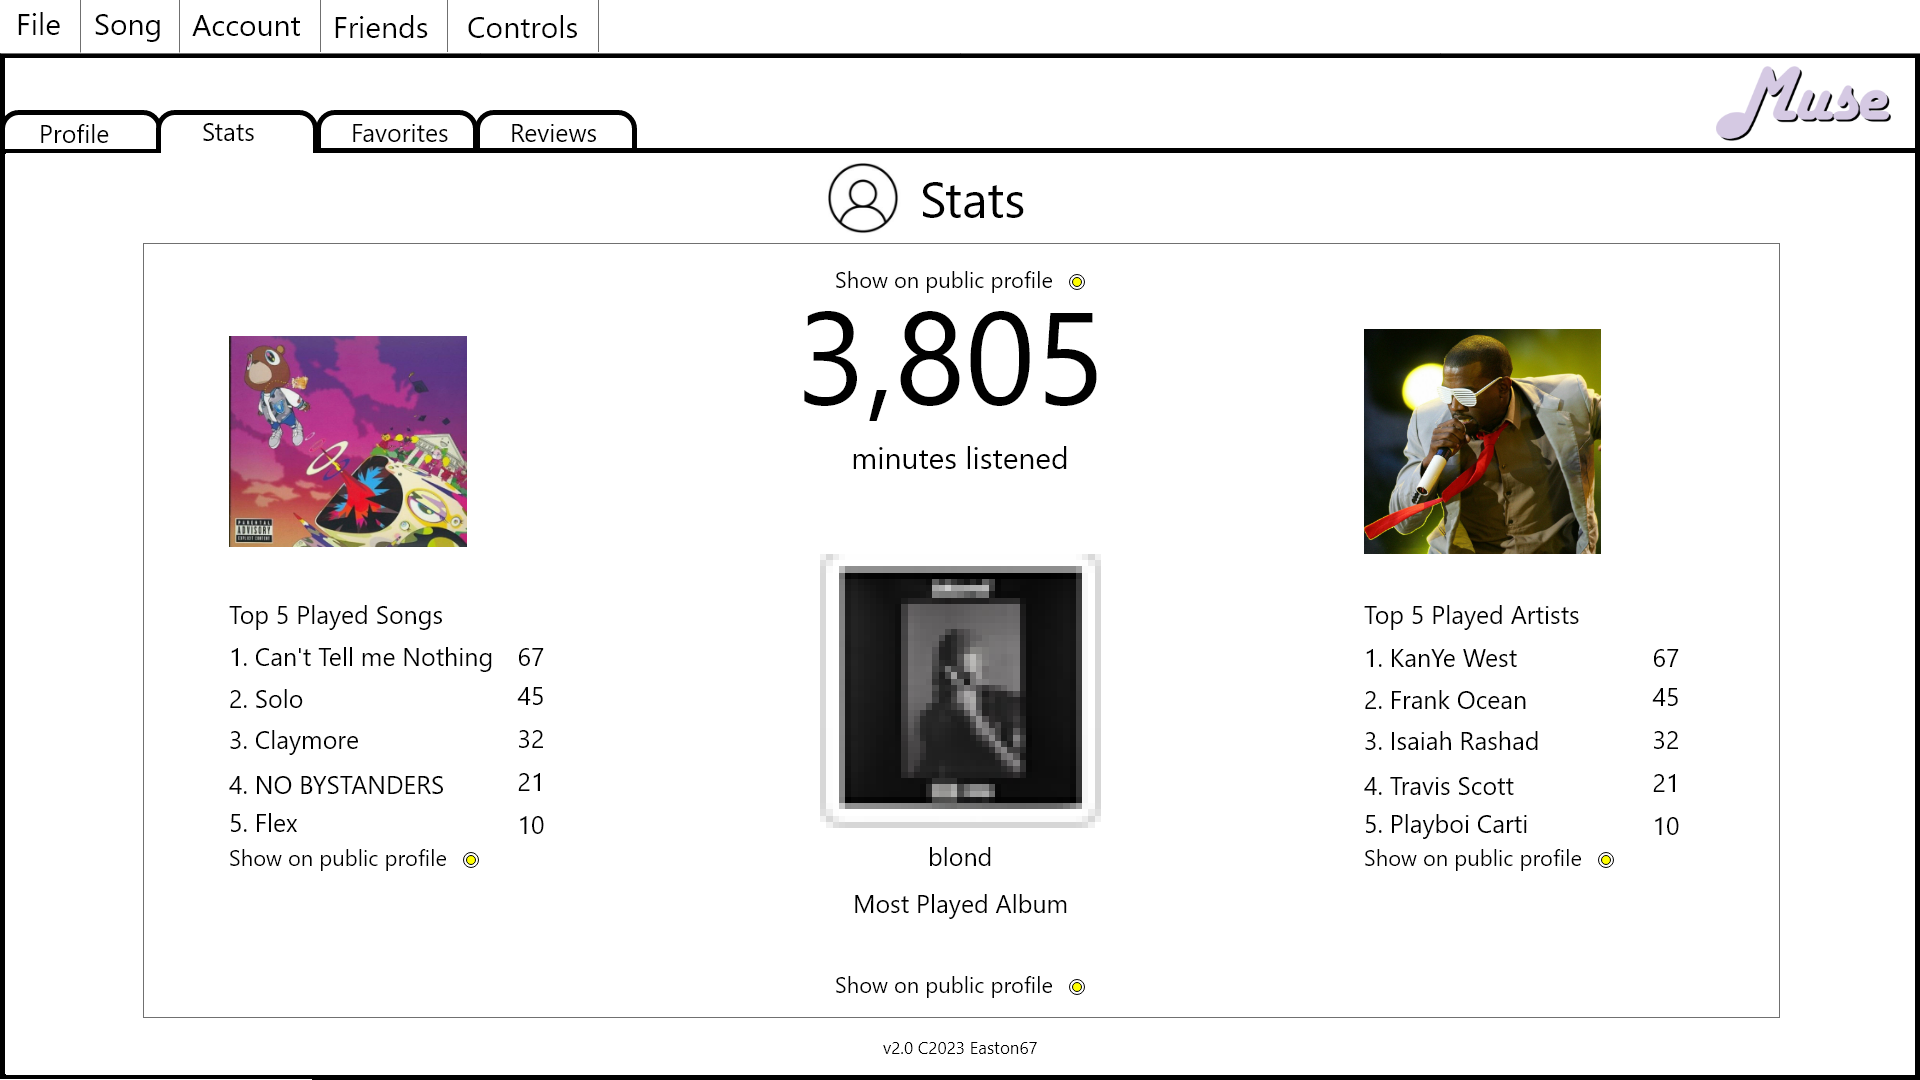 File Song Account Friends Controls
Muse
Profile Stats Favorites Reviews
Stats
Show on public profile
3,805
minutes listened
PARENTAL
ADVISORY
EXPLICIT CONTENT
Top 5 Played Songs
1. Can't Tell me Nothing 67
2. Solo 45
3. Claymore 32
4. NO BYSTANDERS 21
5. Flex 10
Show on public profile
blond
Most Played Album
Show on public profile
Top 5 Played Artists
1. KanYe West 67
2. Frank Ocean 45
3. Isaiah Rashad 32
4. Travis Scott 21
5. Playboi Carti 10
Show on public profile
v2.0 C2023 Easton67